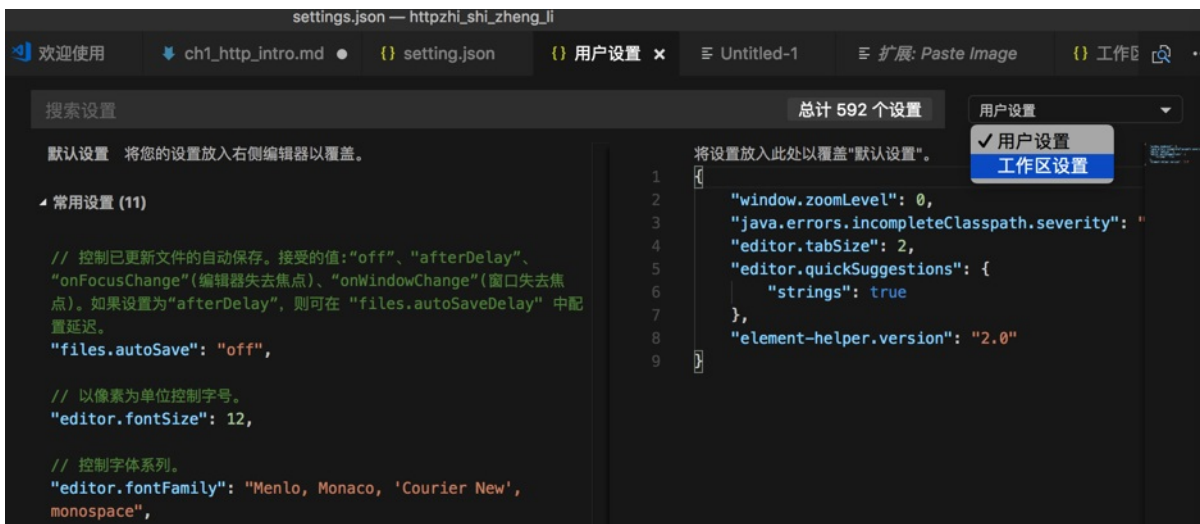 settings.json — httpzhi_shi_zheng_li
欢迎使用
ch1_http_intro.md
{} setting.json
{} 用户设置 ×
Untitled-1
扩展: Paste Image
{} 工作区
搜索设置
总计 592 个设置
用户设置
✓用户设置
工作区设置
默认设置 将您的设置放入右侧编辑器以覆盖。
常用设置 (11)
// 控制已更新文件的自动保存。接受的值:“off”、"afterDelay"、
“onFocusChange”(编辑器失去焦点)、“onWindowChange”(窗口失去焦
点)。如果设置为“afterDelay”，则可在 "files.autoSaveDelay" 中配
置延迟。
"files.autoSave": "off",
// 以像素为单位控制字号。
"editor.fontSize": 12,
// 控制字体系列。
"editor.fontFamily": "Menlo, Monaco, 'Courier New',
monospace",
将设置放入此处以覆盖"默认设置"。
1 {
2 "window.zoomLevel": 0,
3 "java.errors.incompleteClasspath.severity": "
4 "editor.tabSize": 2,
5 "editor.quickSuggestions": {
6 "strings": true
7 },
8 "element-helper.version": "2.0"
9 }